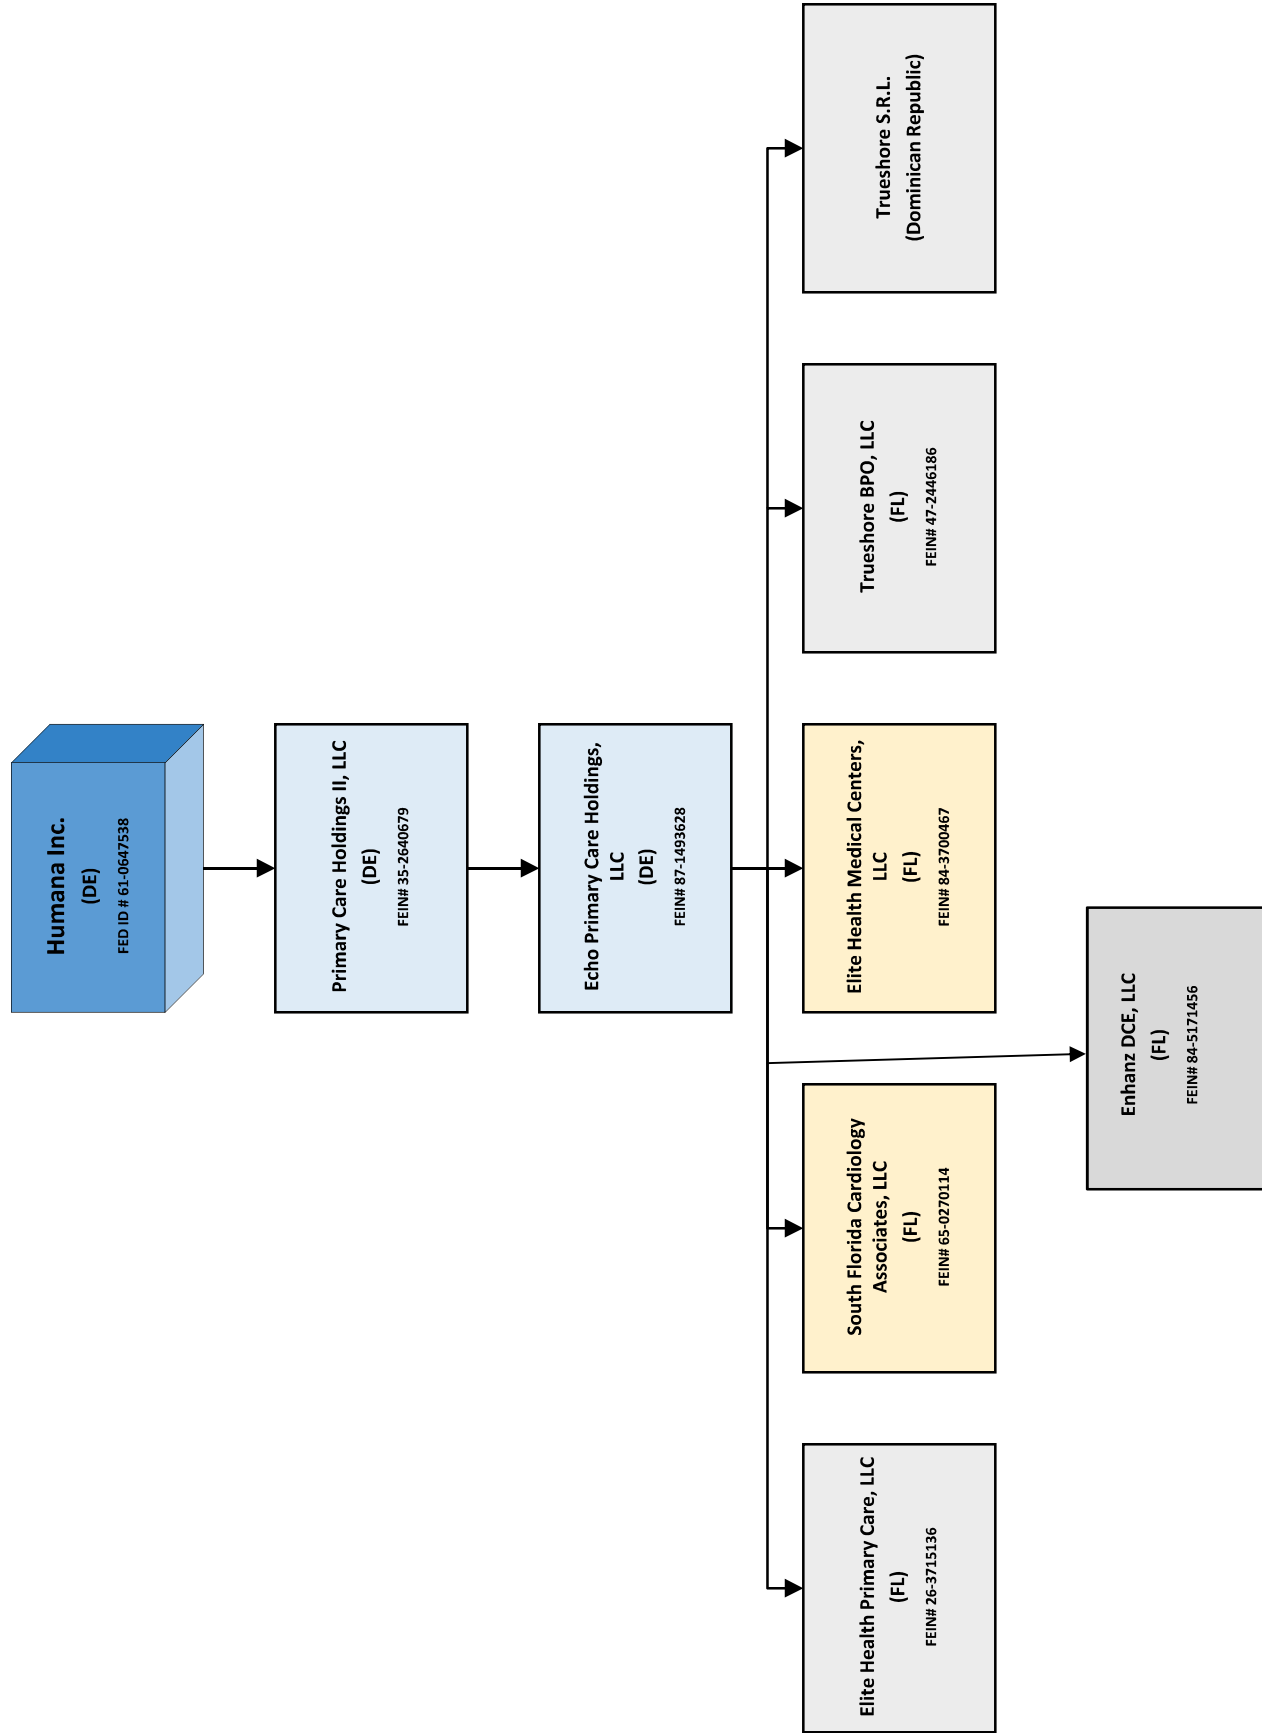 Humana Inc.
(DE)
FED ID # 61-0647538
Primary Care Holdings II, LLC
(DE)
FEIN# 35-2640679
Echo Primary Care Holdings,
LLC
(DE)
FEIN# 87-1493628
Elite Health Primary Care, LLC
(FL)
FEIN# 26-3715136
South Florida Cardiology
Associates, LLC
(FL)
FEIN# 65-0270114
Elite Health Medical Centers,
LLC
(FL)
FEIN# 84-3700467
Trueshore BPO, LLC
(FL)
FEIN# 47-2446186
Trueshore S.R.L.
(Dominican Republic)
Enhanz DCE, LLC
(FL)
FEIN# 84-5171456